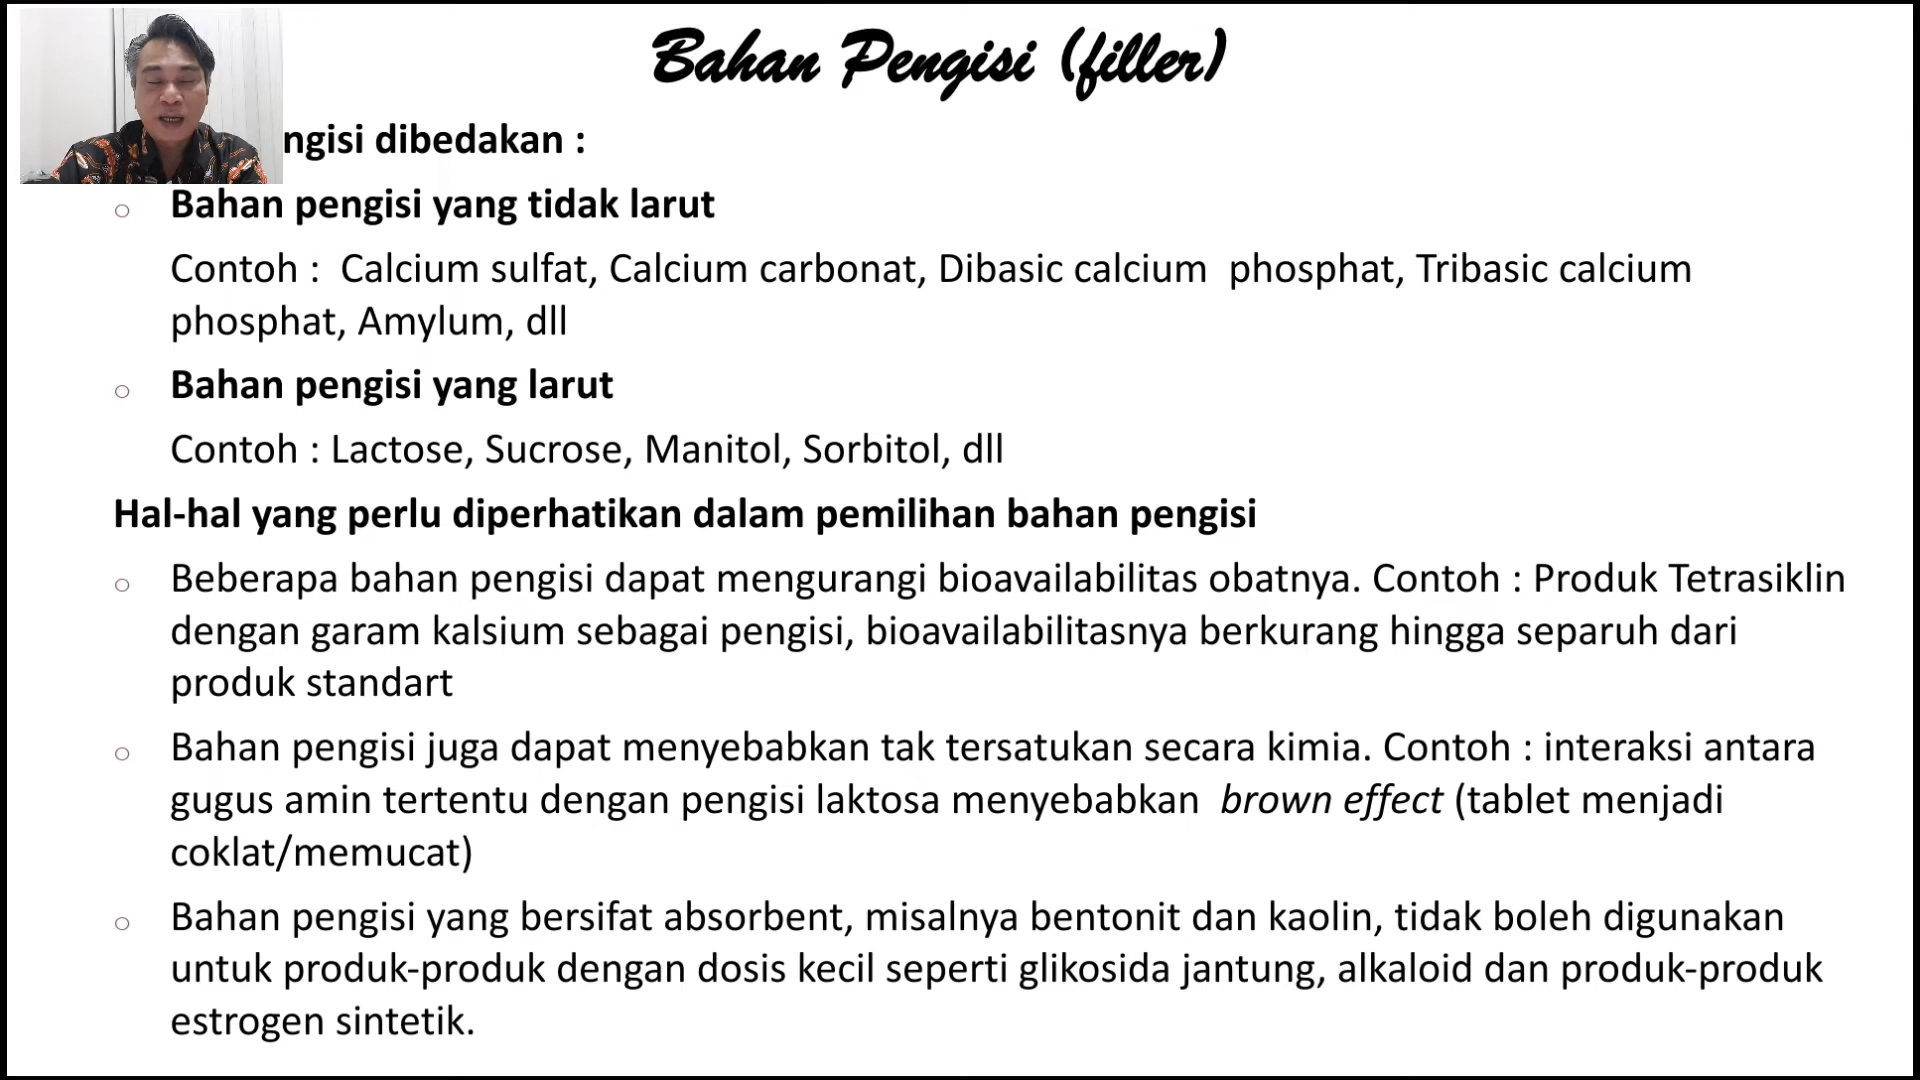 Bahan Pengisi (filler)
ngisi dibedakan :
Bahan pengisi yang tidak larut
Contoh : Calcium sulfat, Calcium carbonat, Dibasic calcium phosphat, Tribasic calcium
phosphat, Amylum, dll
Bahan pengisi yang larut
Contoh : Lactose, Sucrose, Manitol, Sorbitol, dll
Hal-hal yang perlu diperhatikan dalam pemilihan bahan pengisi
Beberapa bahan pengisi dapat mengurangi bioavailabilitas obatnya. Contoh : Produk Tetrasiklin
dengan garam kalsium sebagai pengisi, bioavailabilitasnya berkurang hingga separuh dari
produk standart
Bahan pengisi juga dapat menyebabkan tak tersatukan secara kimia. Contoh : interaksi antara
gugus amin tertentu dengan pengisi laktosa menyebabkan brown effect (tablet menjadi
coklat/memucat)
Bahan pengisi yang bersifat absorbent, misalnya bentonit dan kaolin, tidak boleh digunakan
untuk produk-produk dengan dosis kecil seperti glikosida jantung, alkaloid dan produk-produk
estrogen sintetik.